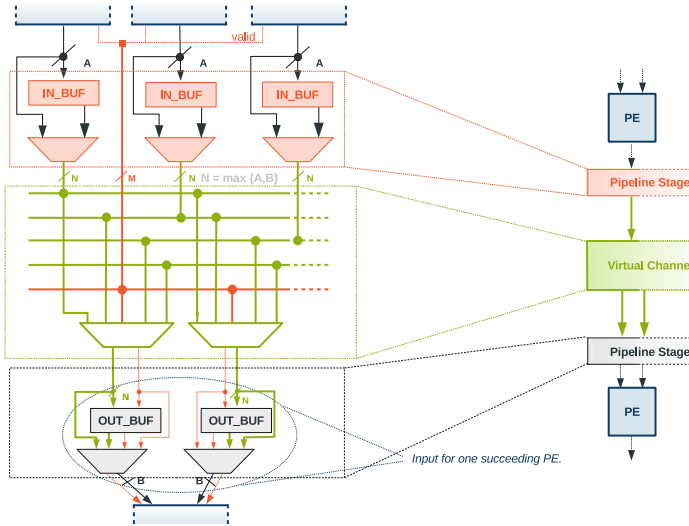 valid
A
A
A
IN_BUF
IN_BUF
IN_BUF
PE
N
M
N
N = max {A,B}
N
Pipeline Stage
Virtual Channel
Pipeline Stage
N
N
OUT_BUF
OUT_BUF
PE
Input for one succeeding PE.
B
B